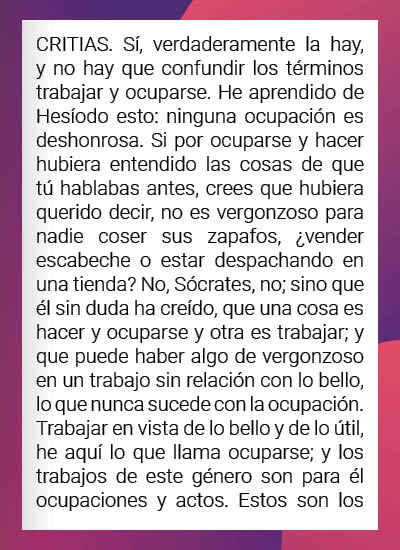 CRITIAS. Sí, verdaderamente la hay,
y no hay que confundir los términos
trabajar y ocuparse. He aprendido de
Hesíodo esto: ninguna ocupación es
deshonrosa. Si por ocuparse y hacer
hubiera entendido las cosas de que
tú hablabas antes, crees que hubiera
querido decir, no es vergonzoso para
nadie coser sus zapafos, ¿vender
escabeche o estar despachando en
una tienda? No, Sócrates, no; sino que
él sin duda ha creído, que una cosa es
hacer y ocuparse y otra es trabajar; y
que puede haber algo de vergonzoso
en un trabajo sin relación con lo bello,
lo que nunca sucede con la ocupación.
Trabajar en vista de lo bello y de lo útil,
he aquí lo que llama ocuparse; y los
trabajos de este género son para él
ocupaciones y actos. Estos son los